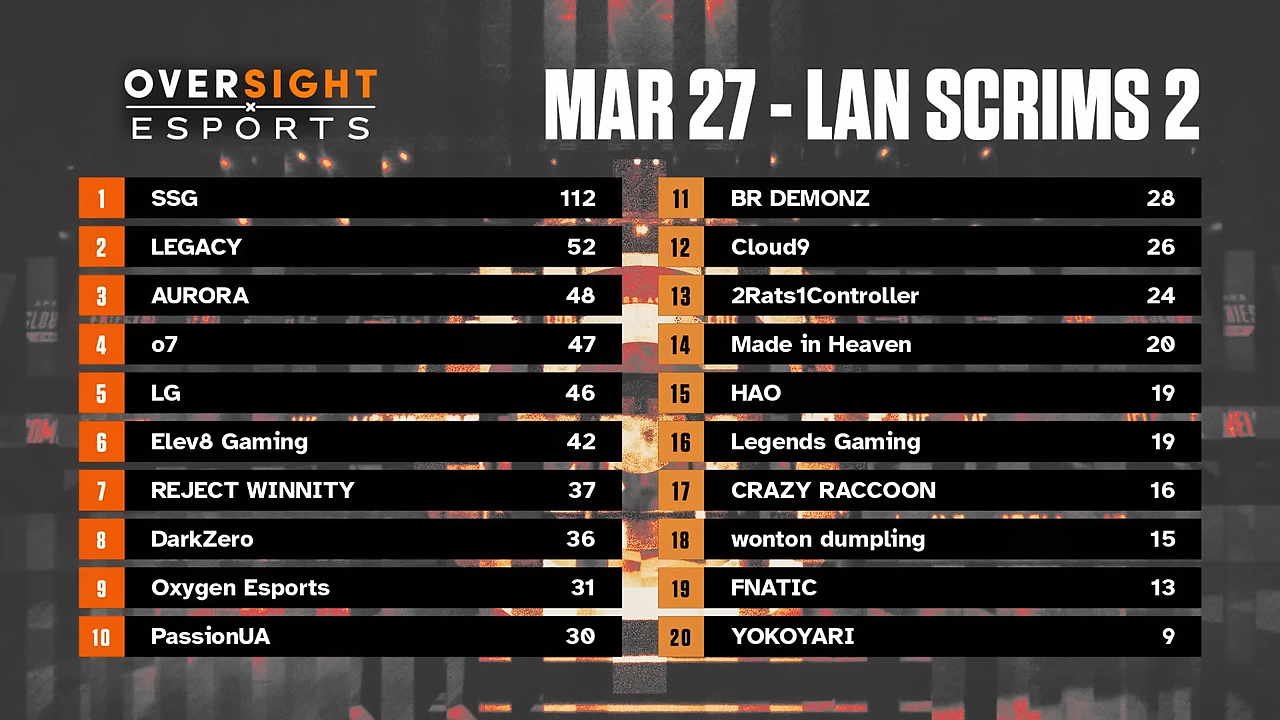 OVERSIGHT
ESPORTS
MAR 27 - LAN SCRIMS 2
1 SSG 112
2 LEGACY 52
3 AURORA 48
4 o7 47
5 LG 46
6 Elev8 Gaming 42
7 REJECT WINNITY 37
8 DarkZero 36
9 Oxygen Esports 31
10 PassionUA 30
11 BR DEMONZ 28
12 Cloud9 26
13 2Rats1Controller 24
14 Made in Heaven 20
15 HAO 19
16 Legends Gaming 19
17 CRAZY RACCOON 16
18 wonton dumpling 15
19 FNATIC 13
20 YOKOYARI 9